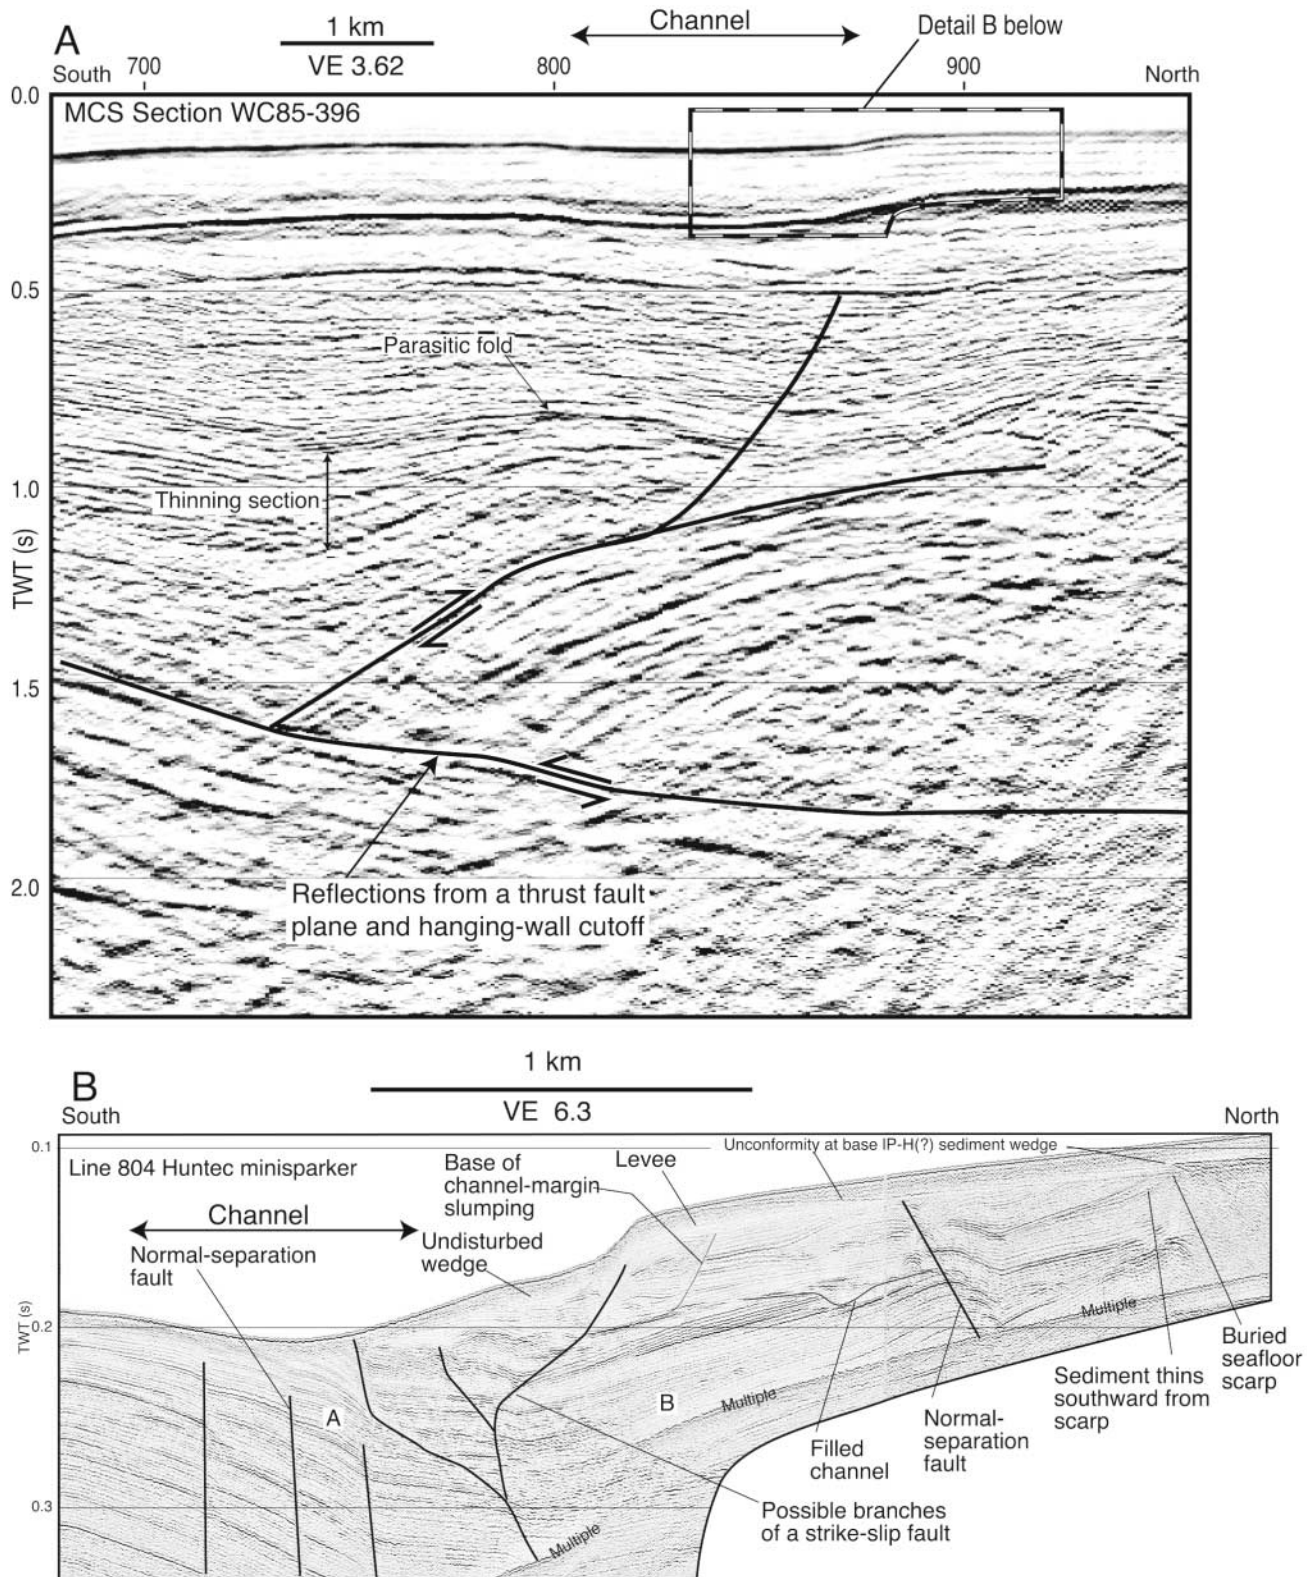 A
1 km
Channel
Detail B below
South
700
VE 3.62
800
900
North
0.0
MCS Section WC85-396
0.5
Parasitic fold
1.0
Thinning section
TWT (s)
1.5
2.0
Reflections from a thrust fault
plane and hanging-wall cutoff
B
1 km
South
VE 6.3
North
0.1
Unconformity at base IP-H(?) sediment wedge
Line 804 Huntec minisparker
Base of
channel-margin
slumping
Levee
Channel
Normal-separation
fault
Undisturbed
wedge
TWT (s)
0.2
Multiple
Buried
seafloor
scarp
Sediment thins
southward from
scarp
A
B
Multiple
Normal-
separation
fault
Filled
channel
0.3
Possible branches
of a strike-slip fault
Multiple